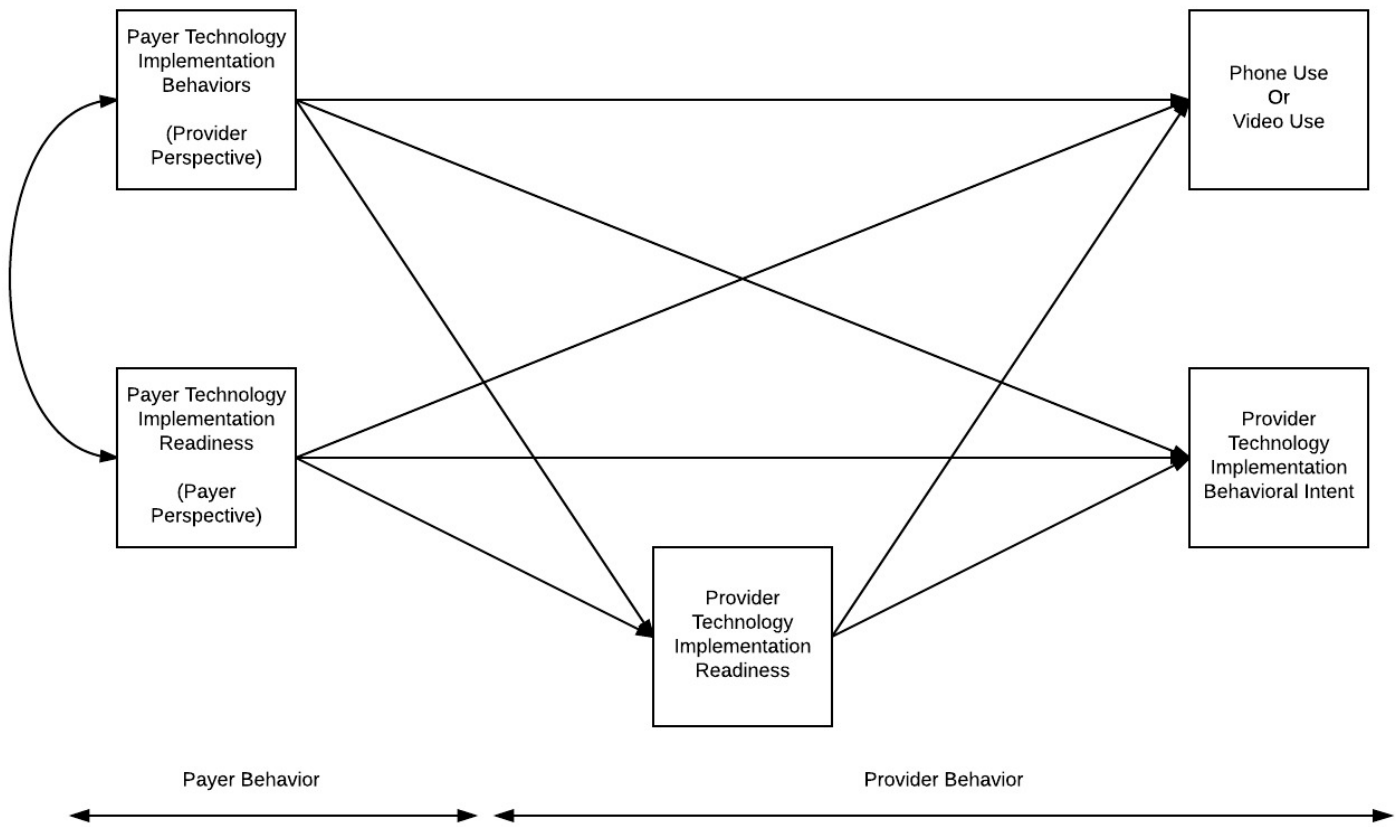 Payer Technology
Implementation
Behaviors
(Provider
Perspective)
Phone Use
Or
Video Use
Payer Technology
Implementation
Readiness
(Payer
Perspective)
Provider
Technology
Implementation
Behavioral Intent
Provider
Technology
Implementation
Readiness
Payer Behavior
Provider Behavior